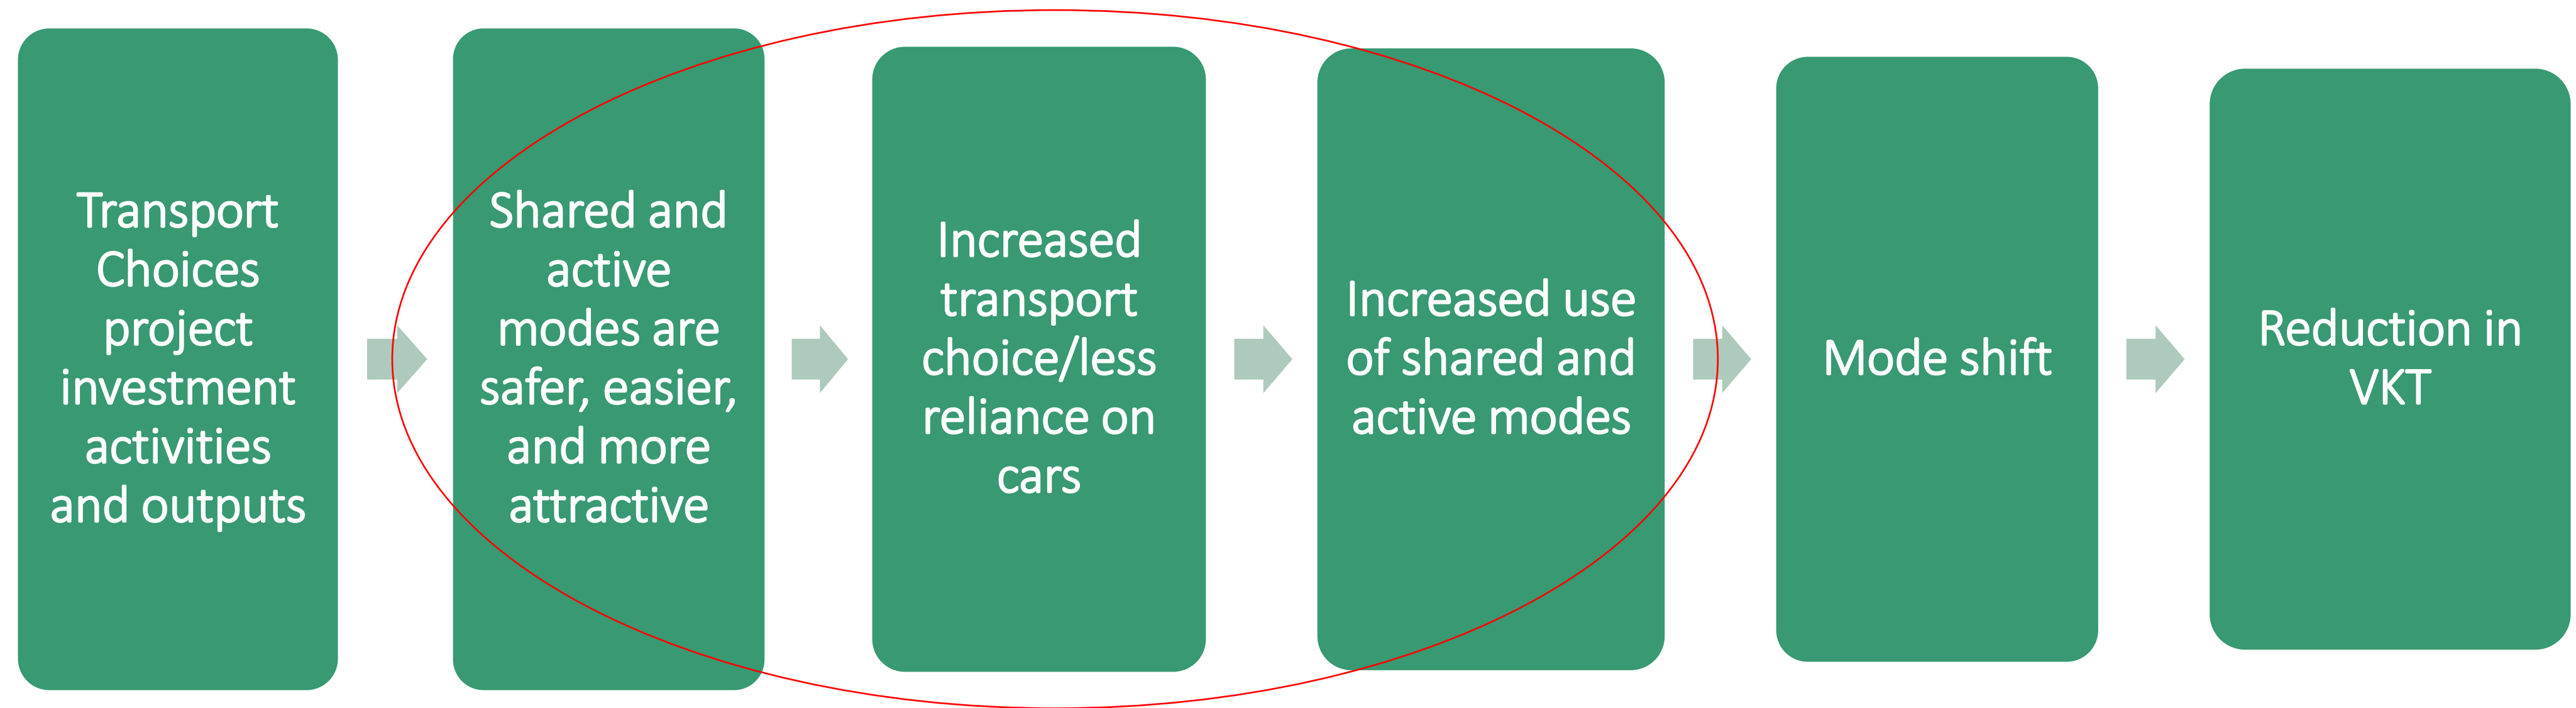 Transport
Choices
project
investment
activities
and outputs
Shared and
active
modes are
safer, easier,
and more
attractive
Increased
transport
choice/less
reliance on
cars
Increased use
of shared and
active modes
Mode shift
Reduction in
VKT